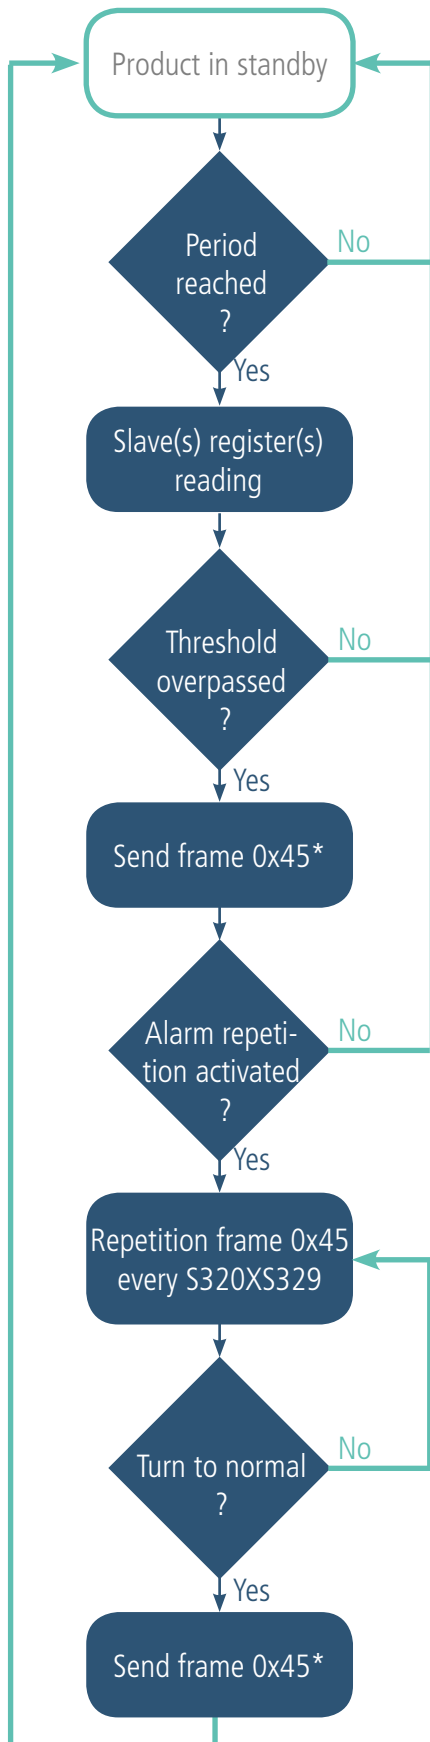 Product in standby
Period
reached
?
No
Yes
Slave(s) register(s)
reading
Threshold
overpassed
?
No
Yes
Send frame 0x45*
Alarm repeti-
tion activated
?
No
Yes
Repetition frame 0x45
every S320XS329
Turn to normal
?
No
Yes
Send frame 0x45*